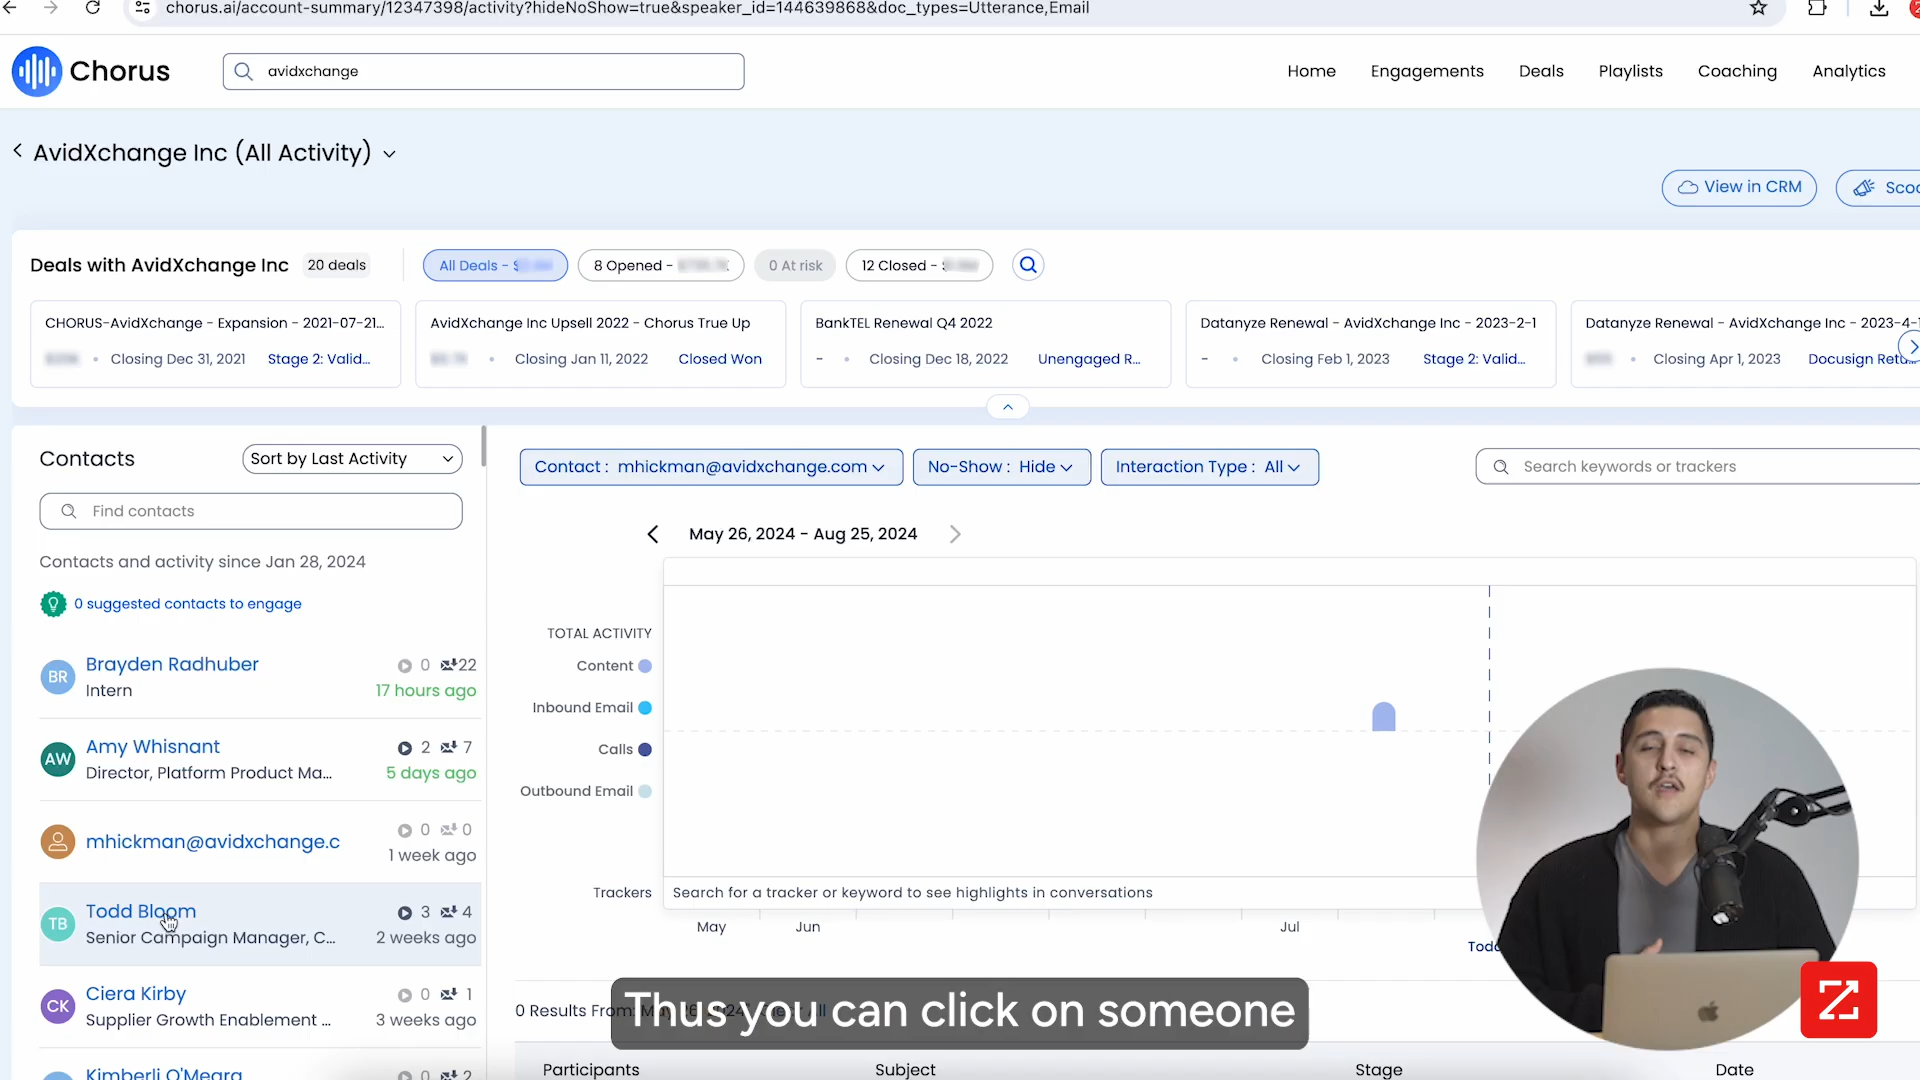 chorus.ai/account-summary/12347398/activity?hideNoShow=true&speaker_id=144639868&doc_types=Utterance,Email
Chorus
avidxchange
Home Engagements Deals Playlists Coaching Analytics
AvidXchange Inc (All Activity)
View in CRM
Deals with AvidXchange Inc 20 deals All Deals - $ 8 Opened - 0 At risk 12 Closed -
CHORUS-AvidXchange - Expansion - 2021-07-21... AvidXchange Inc Upsell 2022 - Chorus True Up BankTEL Renewal Q4 2022 Datanyze Renewal - AvidXchange Inc - 2023-2-1 Datanyze Renewal - AvidXchange Inc - 2023-4-1
• Closing Dec 31, 2021 Stage 2: Valid... • Closing Jan 11, 2022 Closed Won - • Closing Dec 18, 2022 Unengaged R... - • Closing Feb 1, 2023 Stage 2: Valid... • Closing Apr 1, 2023 Docusign
Contacts Sort by Last Activity
Contact : mhickman@avidxchange.com No-Show : Hide Interaction Type : All Search keywords or trackers
Find contacts
May 26, 2024 - Aug 25, 2024
Contacts and activity since Jan 28, 2024
0 suggested contacts to engage
TOTAL ACTIVITY
Content
Inbound Email
Calls
Outbound Email
BR Brayden Radhuber 0 22
Intern 17 hours ago
AW Amy Whisnant 2 7
Director, Platform Product Ma... 5 days ago
mhickman@avidxchange.c 0 0
1 week ago
TB Todd Bloom 3 4
Senior Campaign Manager, C... 2 weeks ago
CK Ciera Kirby 0 1
Supplier Growth Enablement ... 3 weeks ago
Kimberli O'Meara 0 2
Trackers Search for a tracker or keyword to see highlights in conversations
May Jun Jul
0 Results From
Thus you can click on someone
Participants Subject Stage Date